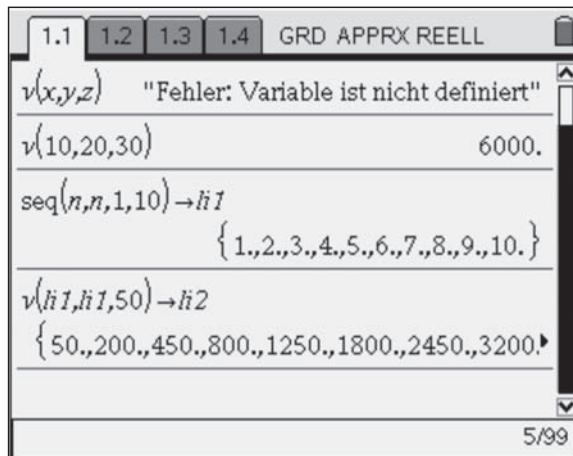 1.1 1.2 1.3 1.4 GRD APPRX REELL
v(x,y,z) "Fehler: Variable ist nicht definiert"
v(10,20,30) 6000.
seq(n,n,1,10)→li1
{1.,2.,3.,4.,5.,6.,7.,8.,9.,10.}
v(li1,li1,50)→li2
{50.,200.,450.,800.,1250.,1800.,2450.,3200.▸
5/99